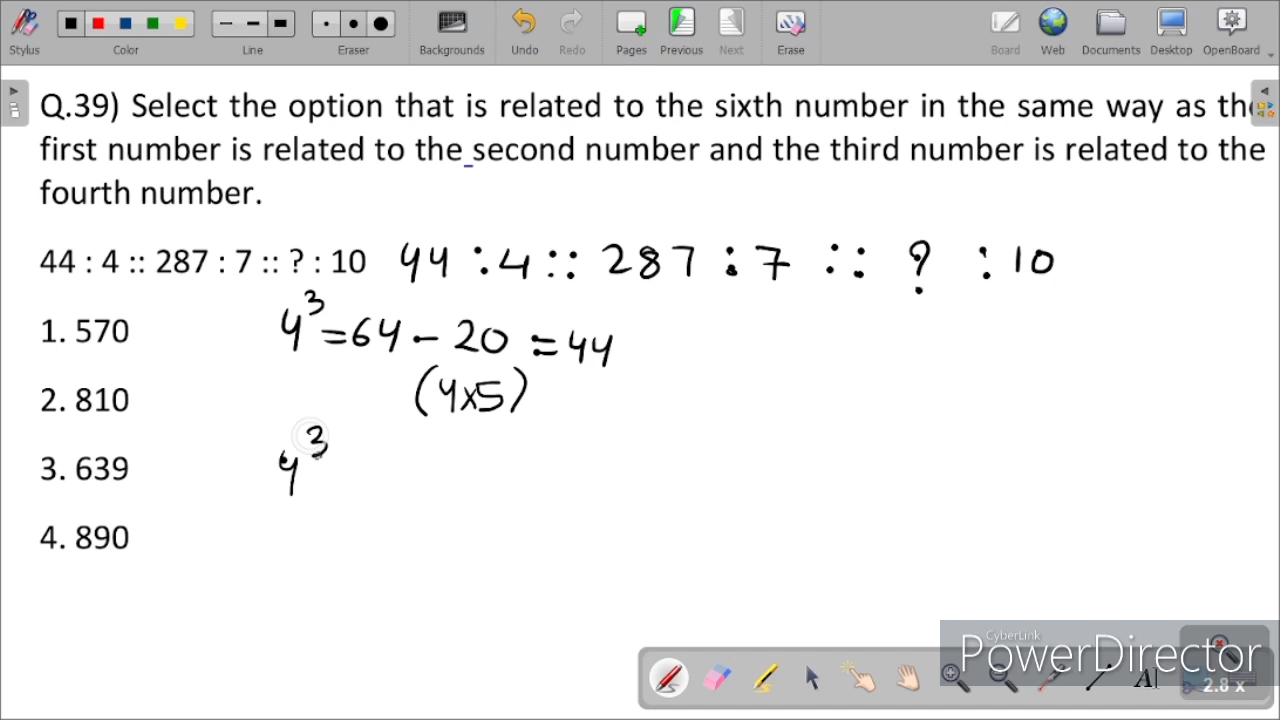 Stylus Color Line Eraser Backgrounds Undo Redo Pages Previous Next Erase Board Web Documents Desktop OpenBoard
Q.39) Select the option that is related to the sixth number in the same way as the
first number is related to the second number and the third number is related to the
fourth number.
44 : 4 :: 287 : 7 :: ? : 10 44 : 4 :: 287 : 7 :: ? : 10
4³ = 64 - 20 = 44
1. 570
(4x5)
2. 810
4³
3. 639
4. 890
CyberLink
PowerDirector
2.8 x